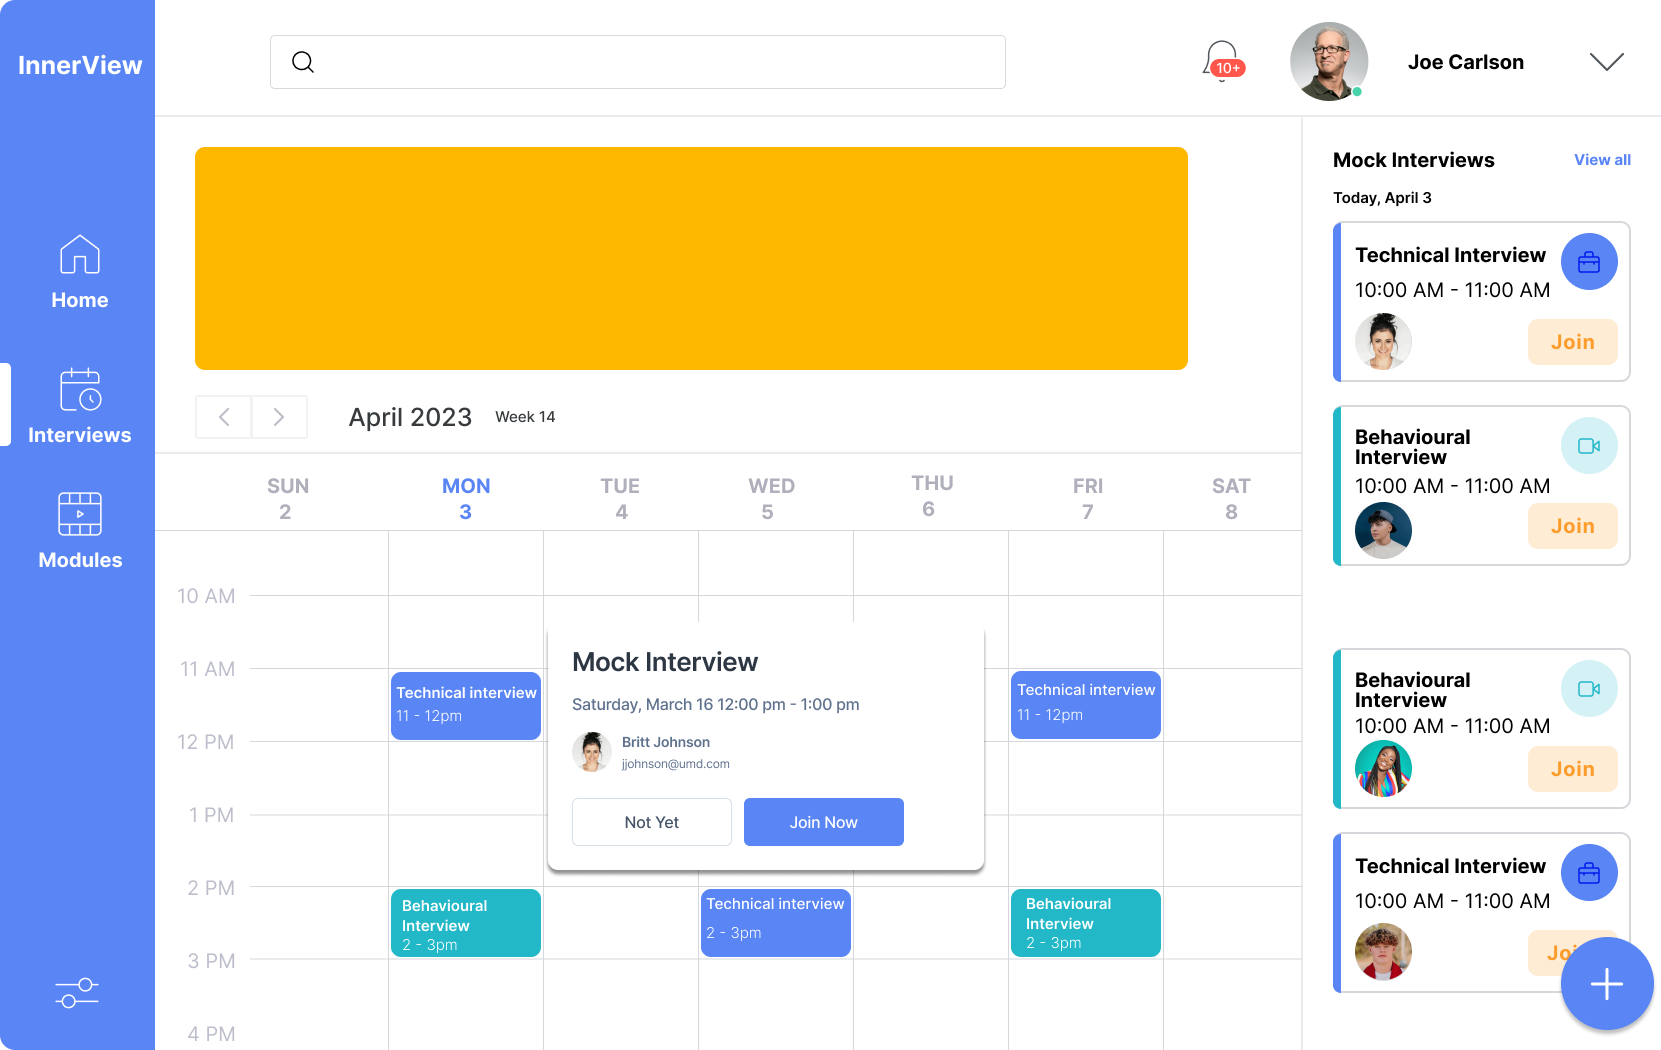 InnerView
10+
Joe Carlson
Home
Interviews
Modules
April 2023
Week 14
SUN
2
MON
3
TUE
4
WED
5
THU
6
FRI
7
SAT
8
10 AM
11 AM
12 PM
1 PM
2 PM
3 PM
4 PM
Technical interview
11 - 12pm
Behavioural
Interview
2 - 3pm
Technical interview
2 - 3pm
Technical interview
11 - 12pm
Behavioural
Interview
2 - 3pm
Mock Interview
Saturday, March 16 12:00 pm - 1:00 pm
Britt Johnson
jjohnson@umd.com
Not Yet
Join Now
Mock Interviews
View all
Today, April 3
Technical Interview
10:00 AM - 11:00 AM
Join
Behavioural
Interview
10:00 AM - 11:00 AM
Join
Behavioural
Interview
10:00 AM - 11:00 AM
Join
Technical Interview
10:00 AM - 11:00 AM
Joi